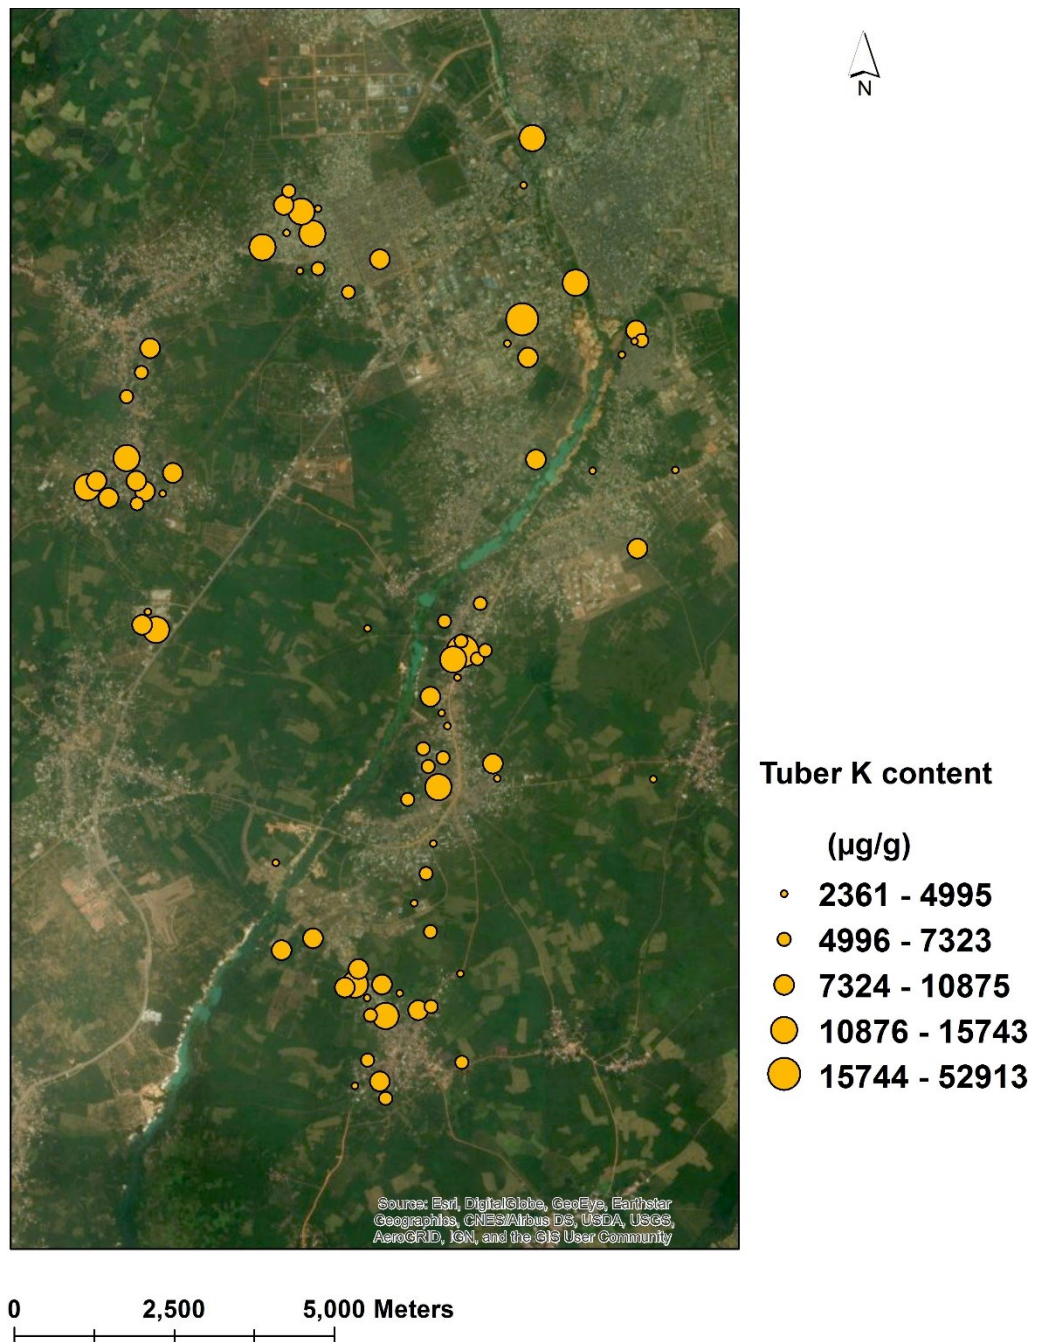 N
Tuber K content
(µg/g)
2361 - 4995
4996 - 7323
7324 - 10875
10876 - 15743
15744 - 52913
Source: Esri, DigitalGlobe, GeoEye, Earthstar
Geographics, CNES/Airbus DS, USDA, USGS,
AeroGRID, IGN, and the GIS User Community
0 2,500 5,000 Meters